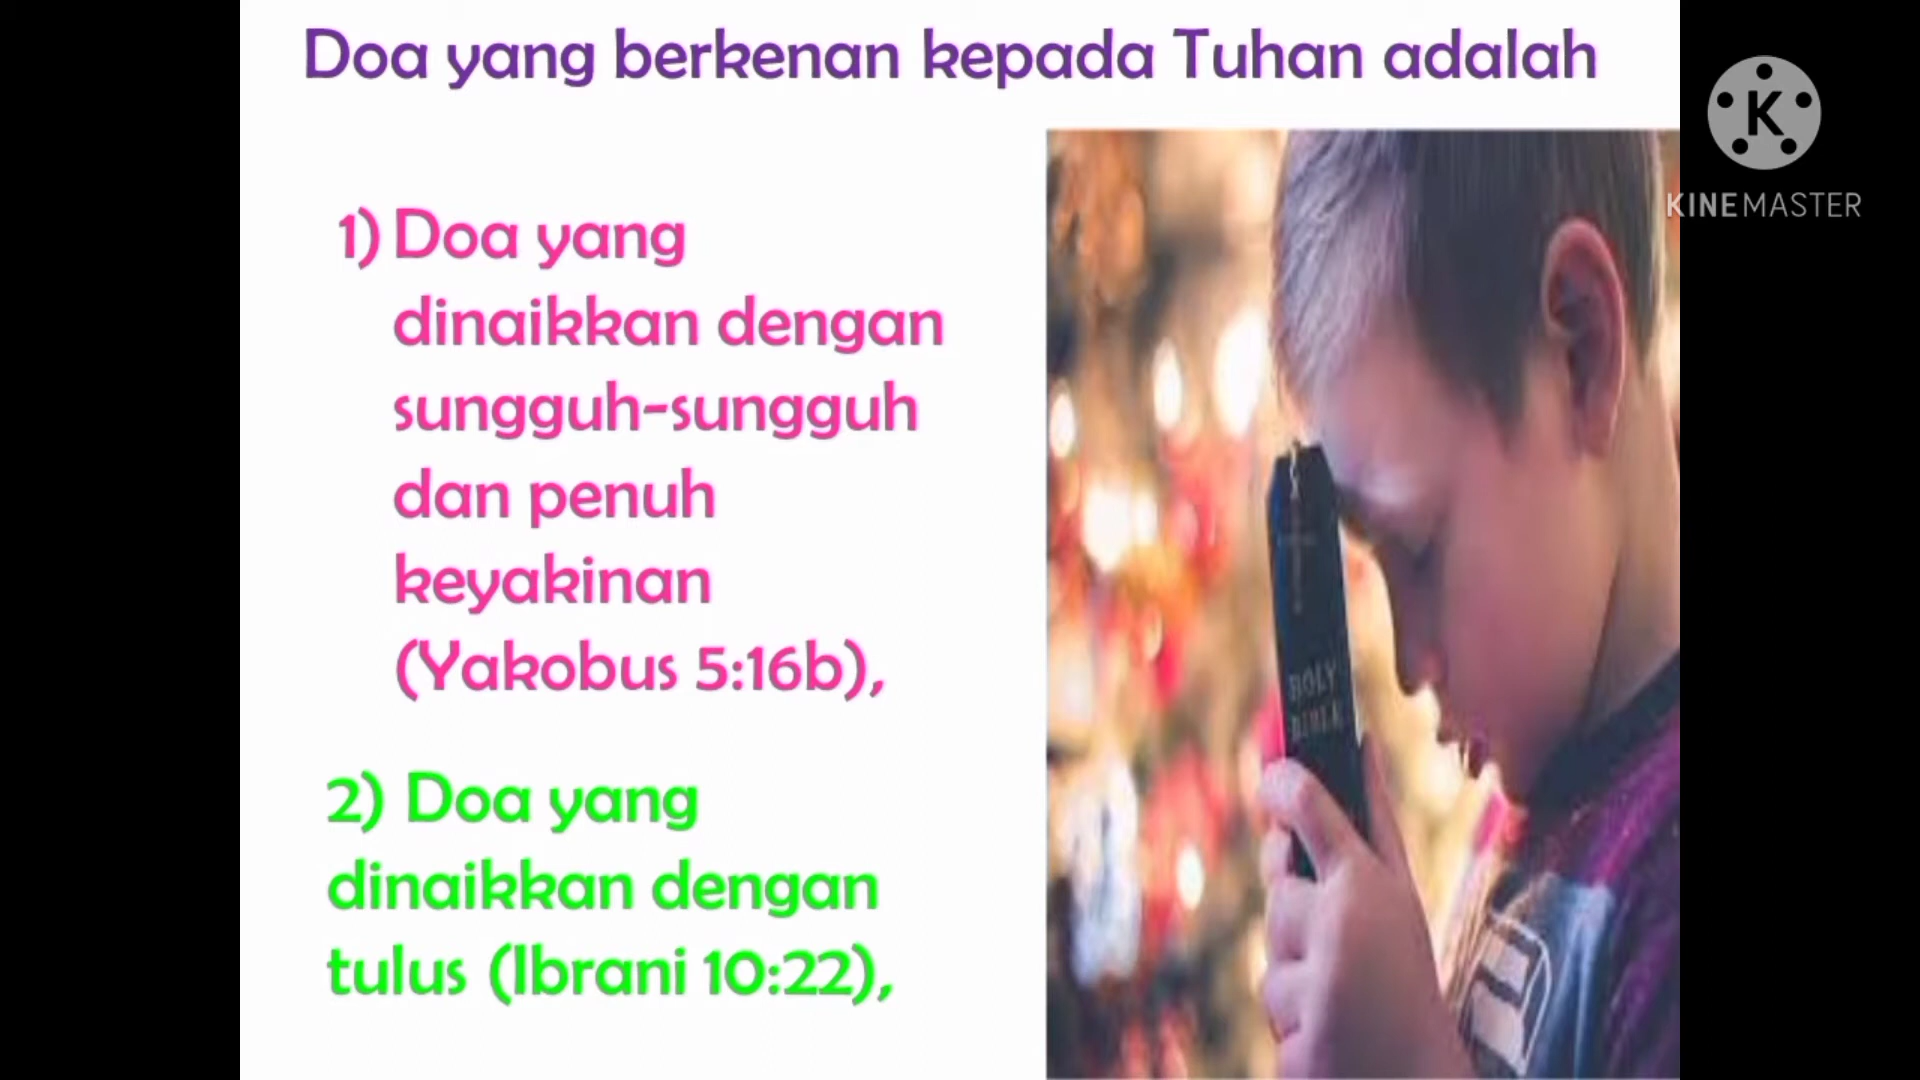 Doa yang berkenan kepada Tuhan adalah
1) Doa yang
dinaikkan dengan
sungguh-sungguh
dan penuh
keyakinan
(Yakobus 5:16b),
2) Doa yang
dinaikkan dengan
tulus (Ibrani 10:22),
HOLY
BIBLE
K
KINEMASTER